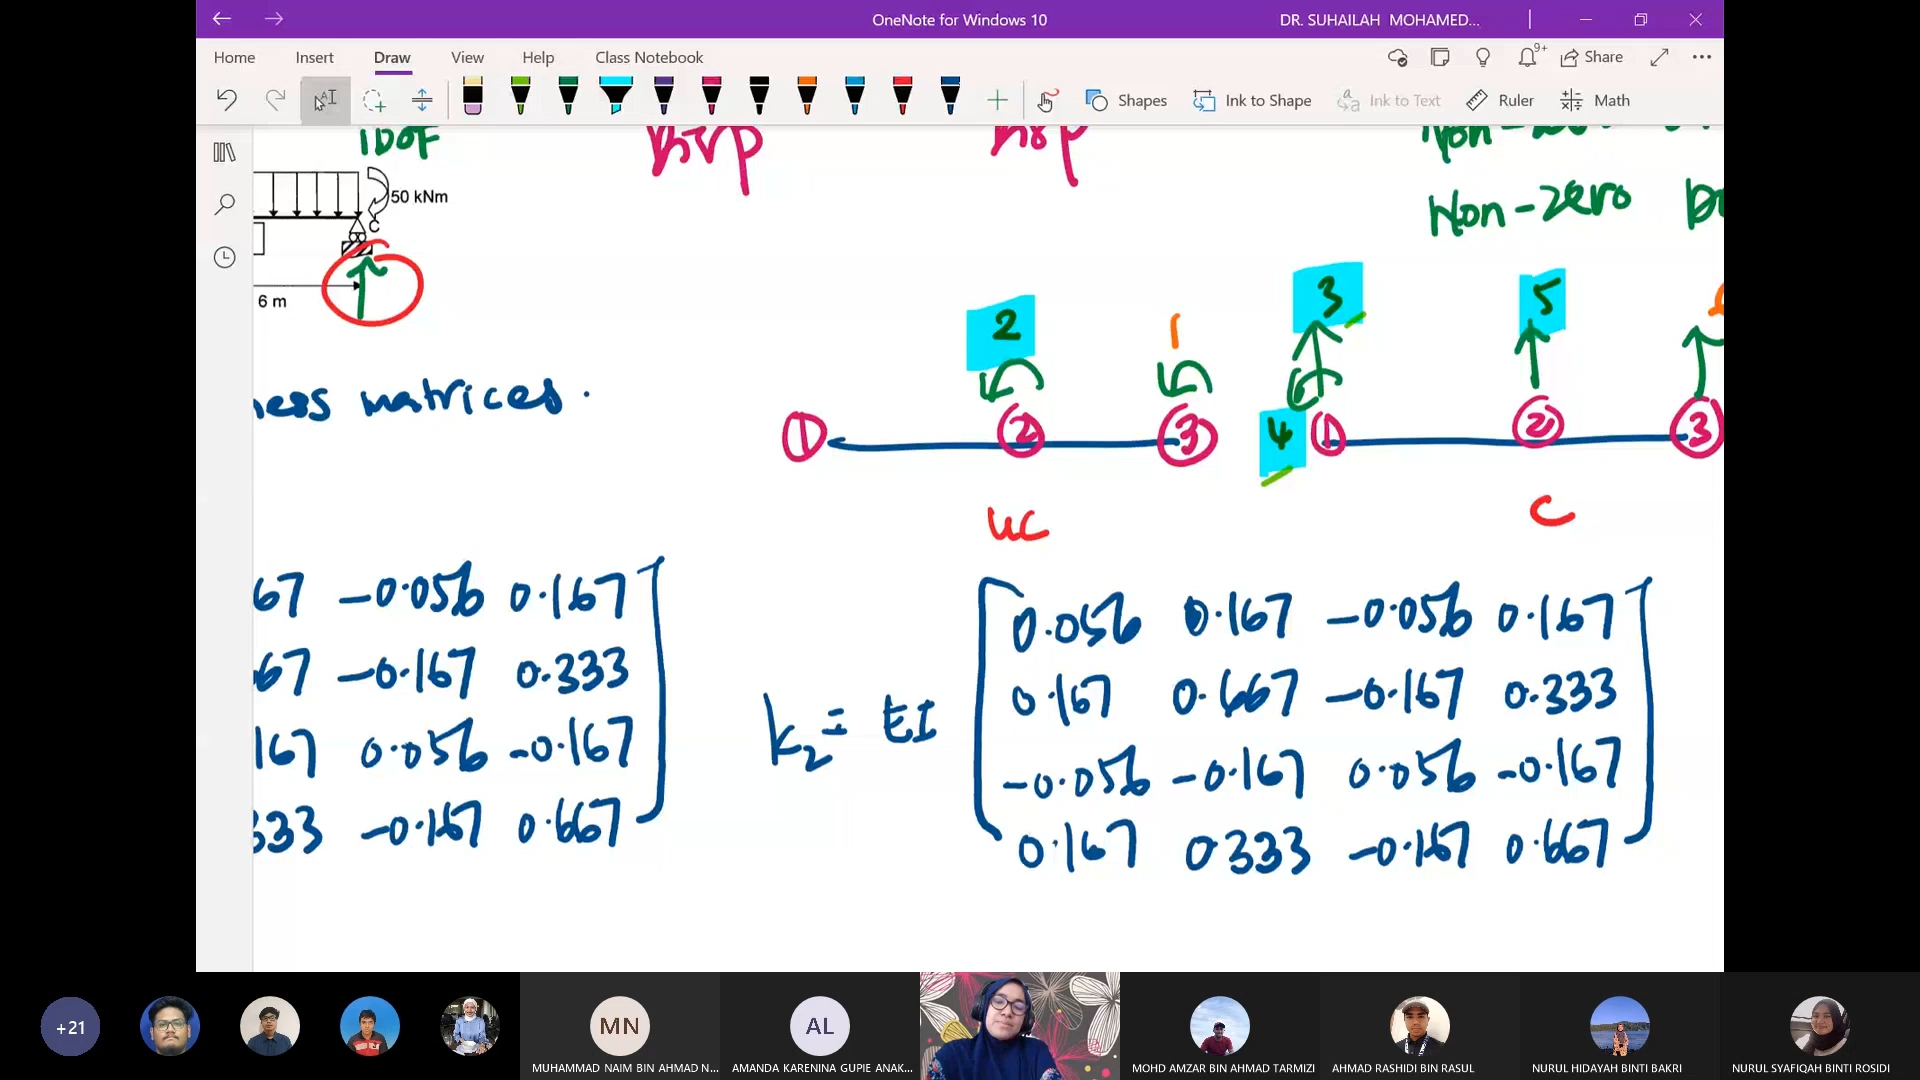 OneNote for Windows 10
DR. SUHAILAH MOHAMED...
Home Insert Draw View Help Class Notebook
9+ Share
Shapes Ink to Shape Ink to Text Ruler Math
1DOF
Non-zero
50 kNm
C
Non-zero
6 m
2 1 3 5
ness matrices.
1 2 3 4 1 2 3
UC C
67 -0.056 0.167
67 -0.167 0.333
167 0.056 -0.167
333 -0.167 0.667
k2 = EI
0.056 0.167 -0.056 0.167
0.167 0.667 -0.167 0.333
-0.056 -0.167 0.056 -0.167
0.167 0.333 -0.167 0.667
+21
MN
AL
MUHAMMAD NAIM BIN AHMAD N...
AMANDA KARENINA GUPIE ANAK...
MOHD AMZAR BIN AHMAD TARMIZI
AHMAD RASHIDI BIN RASUL
NURUL HIDAYAH BINTI BAKRI
NURUL SYAFIQAH BINTI ROSIDI